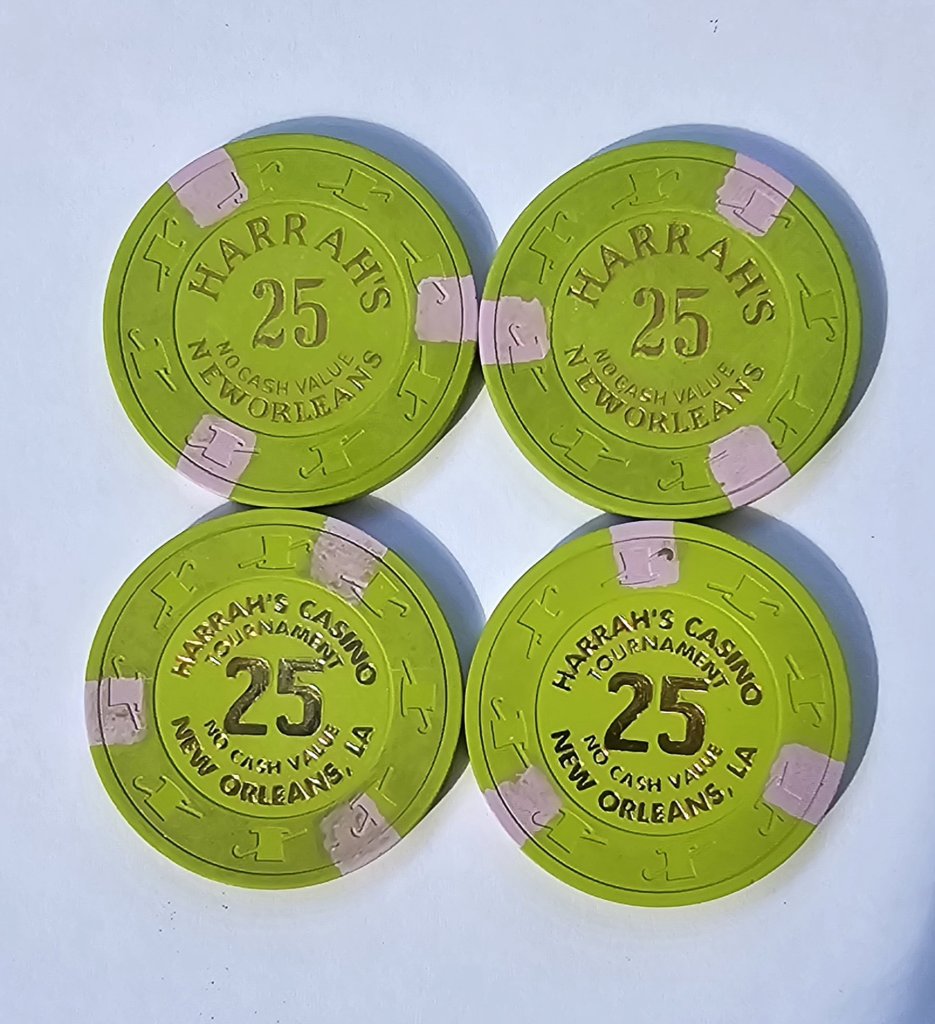 HARRAH'S
25
NO CASH VALUE
NEW ORLEANS
HARRAH'S
25
NO CASH VALUE
NEW ORLEANS
HARRAH'S CASINO
TOURNAMENT
25
NO CASH VALUE
NEW ORLEANS, LA
HARRAH'S CASINO
TOURNAMENT
25
NO CASH VALUE
NEW ORLEANS, LA